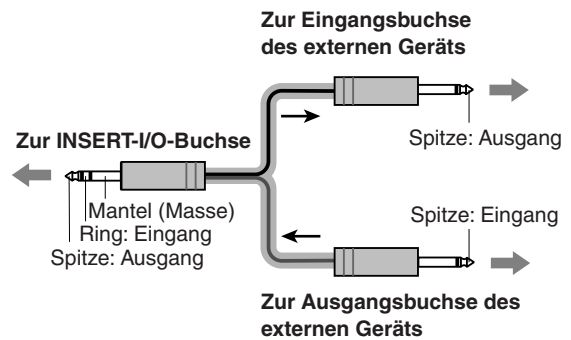 Zur Eingangsbuchse
des externen Geräts
Spitze: Ausgang
Zur INSERT-I/O-Buchse
Mantel (Masse)
Ring: Eingang
Spitze: Ausgang
Spitze: Eingang
Zur Ausgangsbuchse des
externen Geräts